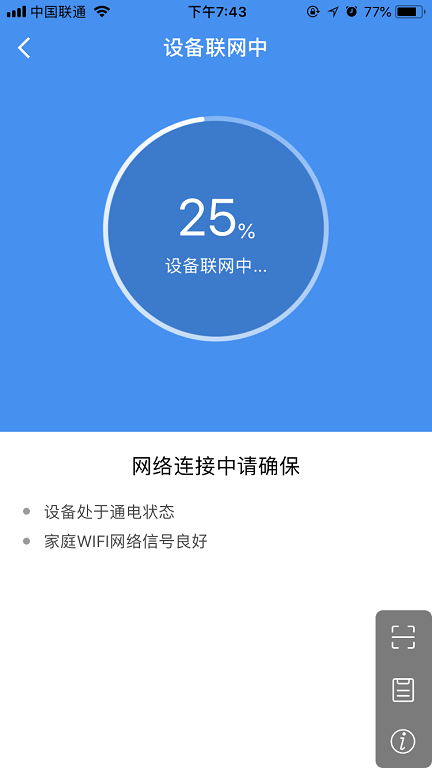 中国联通 下午7:43 77%
设备联网中
25%
设备联网中...
网络连接中请确保
设备处于通电状态
家庭WIFI网络信号良好